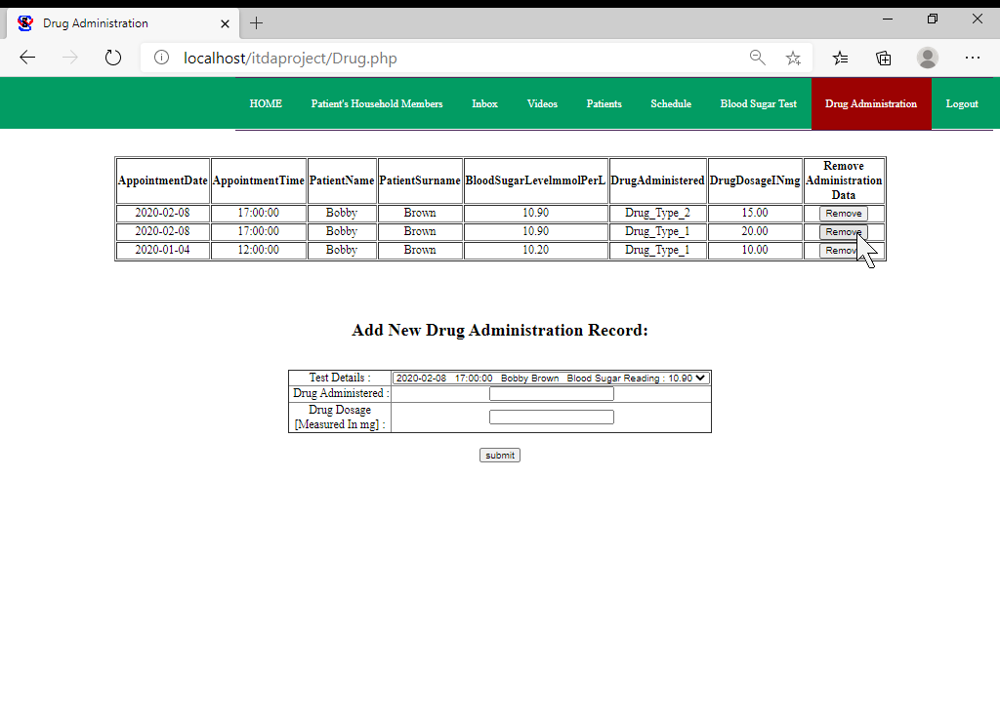 Drug Administration
localhost/itdaproject/Drug.php
HOME Patient's Household Members Inbox Videos Patients Schedule Blood Sugar Test Drug Administration Logout
AppointmentDate AppointmentTime PatientName PatientSurname BloodSugarLevelmmolPerL DrugAdministered DrugDosageINmg Remove Administration Data
2020-02-08 17:00:00 Bobby Brown 10.90 Drug_Type_2 15.00 Remove
2020-02-08 17:00:00 Bobby Brown 10.90 Drug_Type_1 20.00 Remove
2020-01-04 12:00:00 Bobby Brown 10.20 Drug_Type_1 10.00 Remov
Add New Drug Administration Record:
Test Details : 2020-02-08 17:00:00 Bobby Brown Blood Sugar Reading : 10.90
Drug Administered :
Drug Dosage
[Measured In mg] :
submit